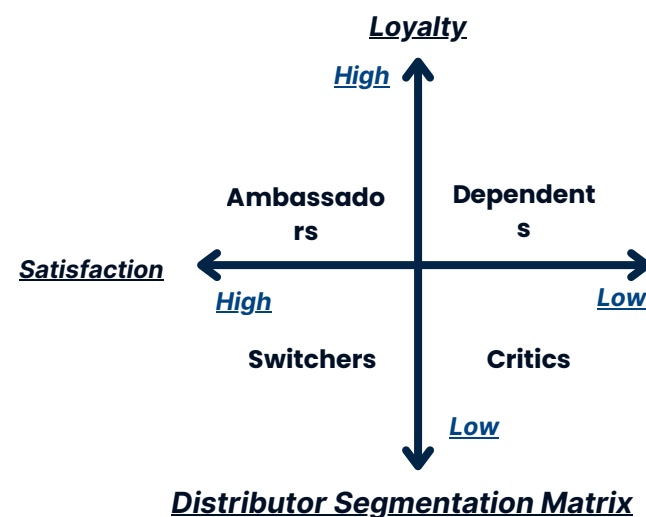 Loyalty
High
Ambassado
rs
Dependent
s
Satisfaction
High
Low
Switchers
Critics
Low
Distributor Segmentation Matrix